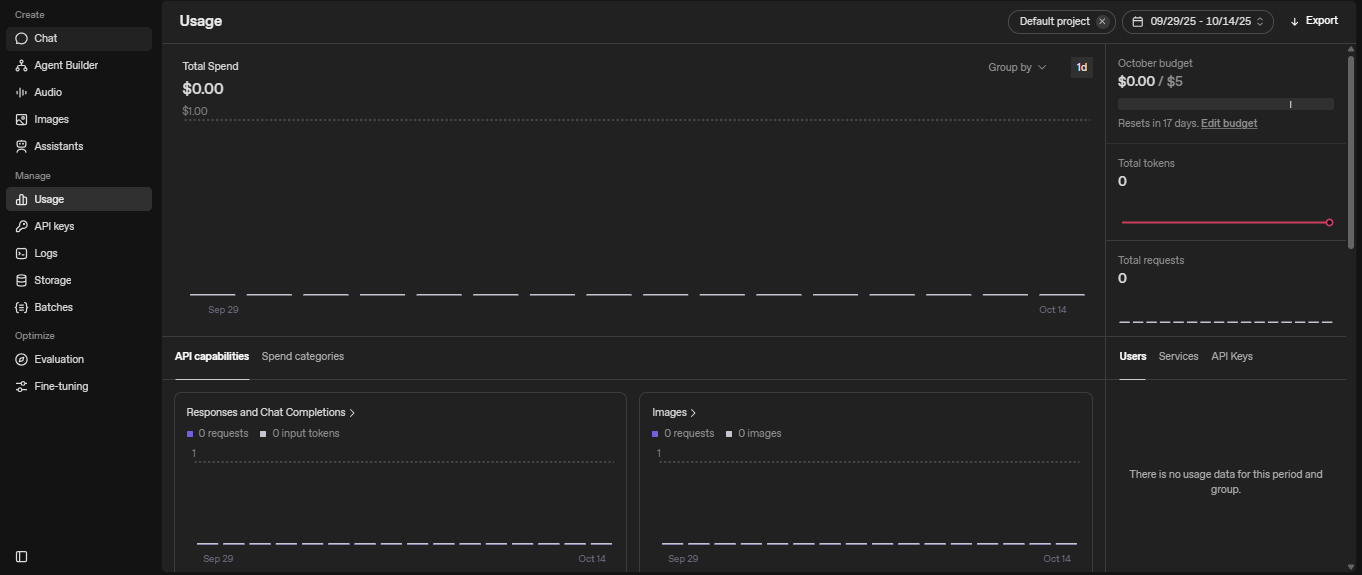 Create
Chat
Agent Builder
Audio
Images
Assistants
Manage
Usage
API keys
Logs
Storage
Batches
Optimize
Evaluation
Fine-tuning
Usage
Default project
09/29/25 - 10/14/25
Export
Total Spend
$0.00
$1.00
Group by
1d
Sep 29
Oct 14
October budget
$0.00 / $5
Resets in 17 days. Edit budget
Total tokens
0
Total requests
0
API capabilities
Spend categories
Responses and Chat Completions
0 requests
0 input tokens
1
Sep 29
Oct 14
Images
0 requests
0 images
1
Sep 29
Oct 14
Users
Services
API Keys
There is no usage data for this period and
group.